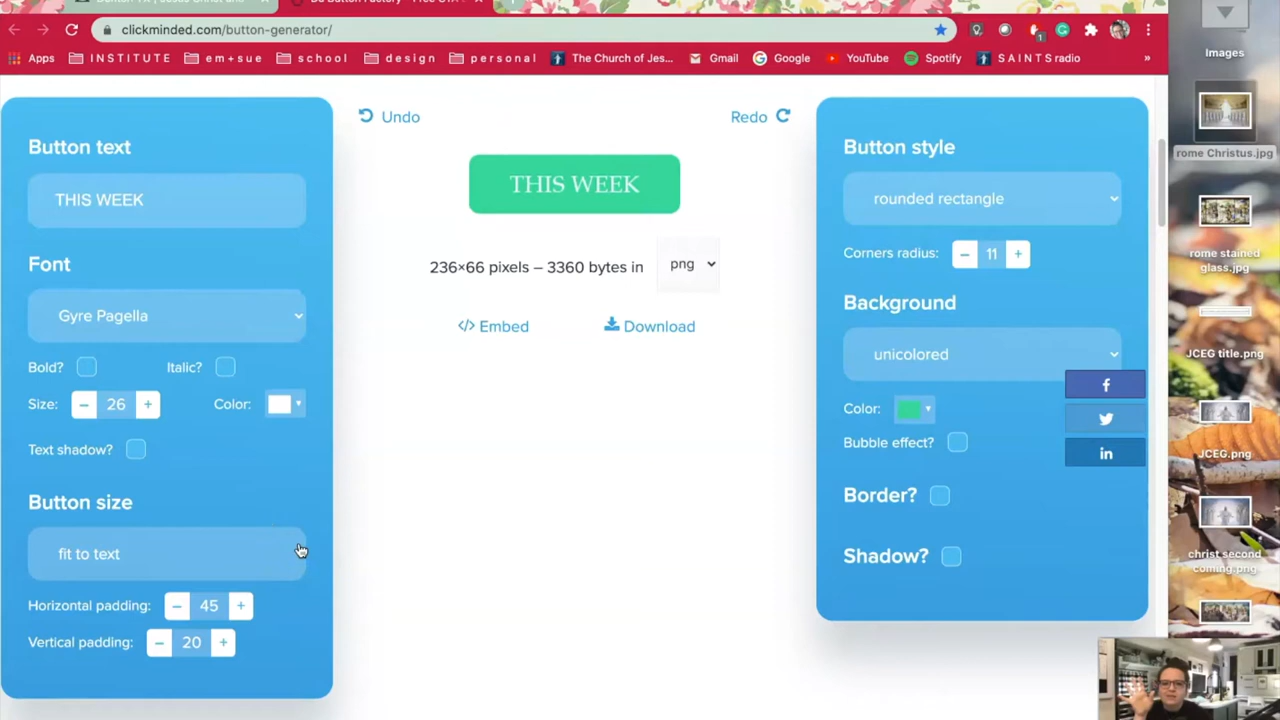 clickminded.com/button-generator/
Apps INSTITUTE em+sue school design personal The Church of Jes... Gmail Google YouTube Spotify SAINTS radio »
Images
rome Christus.jpg
rome stained
glass.jpg
JCEG title.png
JCEG.png
christ second
coming.png
Button text
THIS WEEK
Font
Gyre Pagella
Bold? Italic?
Size: − 26 + Color:
Text shadow?
Button size
fit to text
Horizontal padding: − 45 +
Vertical padding: − 20 +
Undo Redo
THIS WEEK
236×66 pixels – 3360 bytes in png
</> Embed Download
Button style
rounded rectangle
Corners radius: − 11 +
Background
unicolored
Color:
Bubble effect?
Border?
Shadow?
f
in